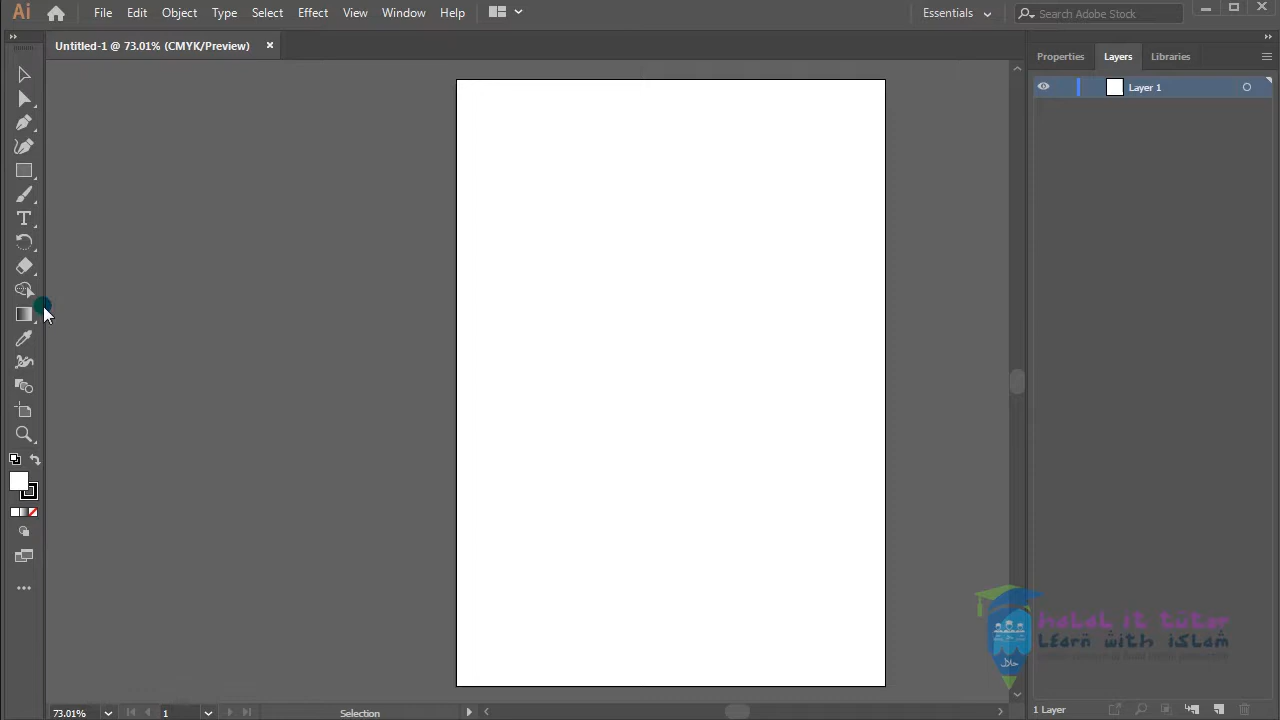 Ai File Edit Object Type Select Effect View Window Help Essentials Search Adobe Stock
Untitled-1 @ 73.01% (CMYK/Preview) ×
Properties Layers Libraries
Layer 1
T
halal it tutor
Learn with islam
حلال
73.01% 1 Selection
1 Layer